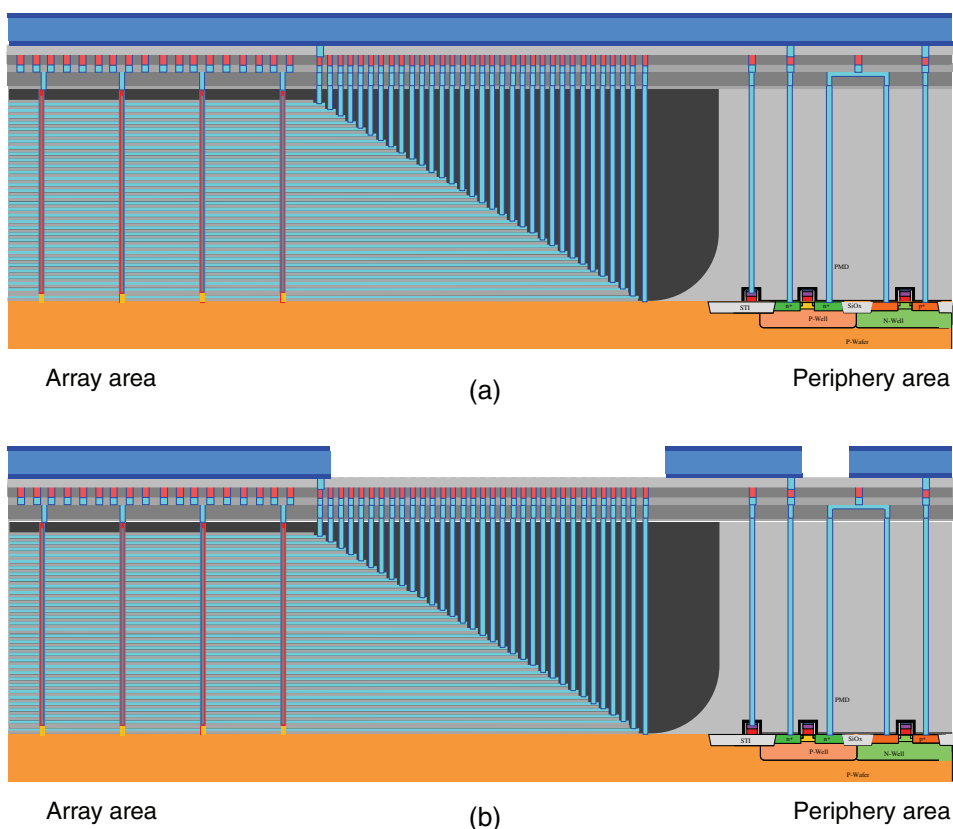 PMD
n+
n+
SiOx
p+
STI
P-Well
N-Well
P-Wafer
Array area
(a)
Periphery area
PMD
n+
n+
SiOx
p+
STI
P-Well
N-Well
P-Wafer
Array area
(b)
Periphery area